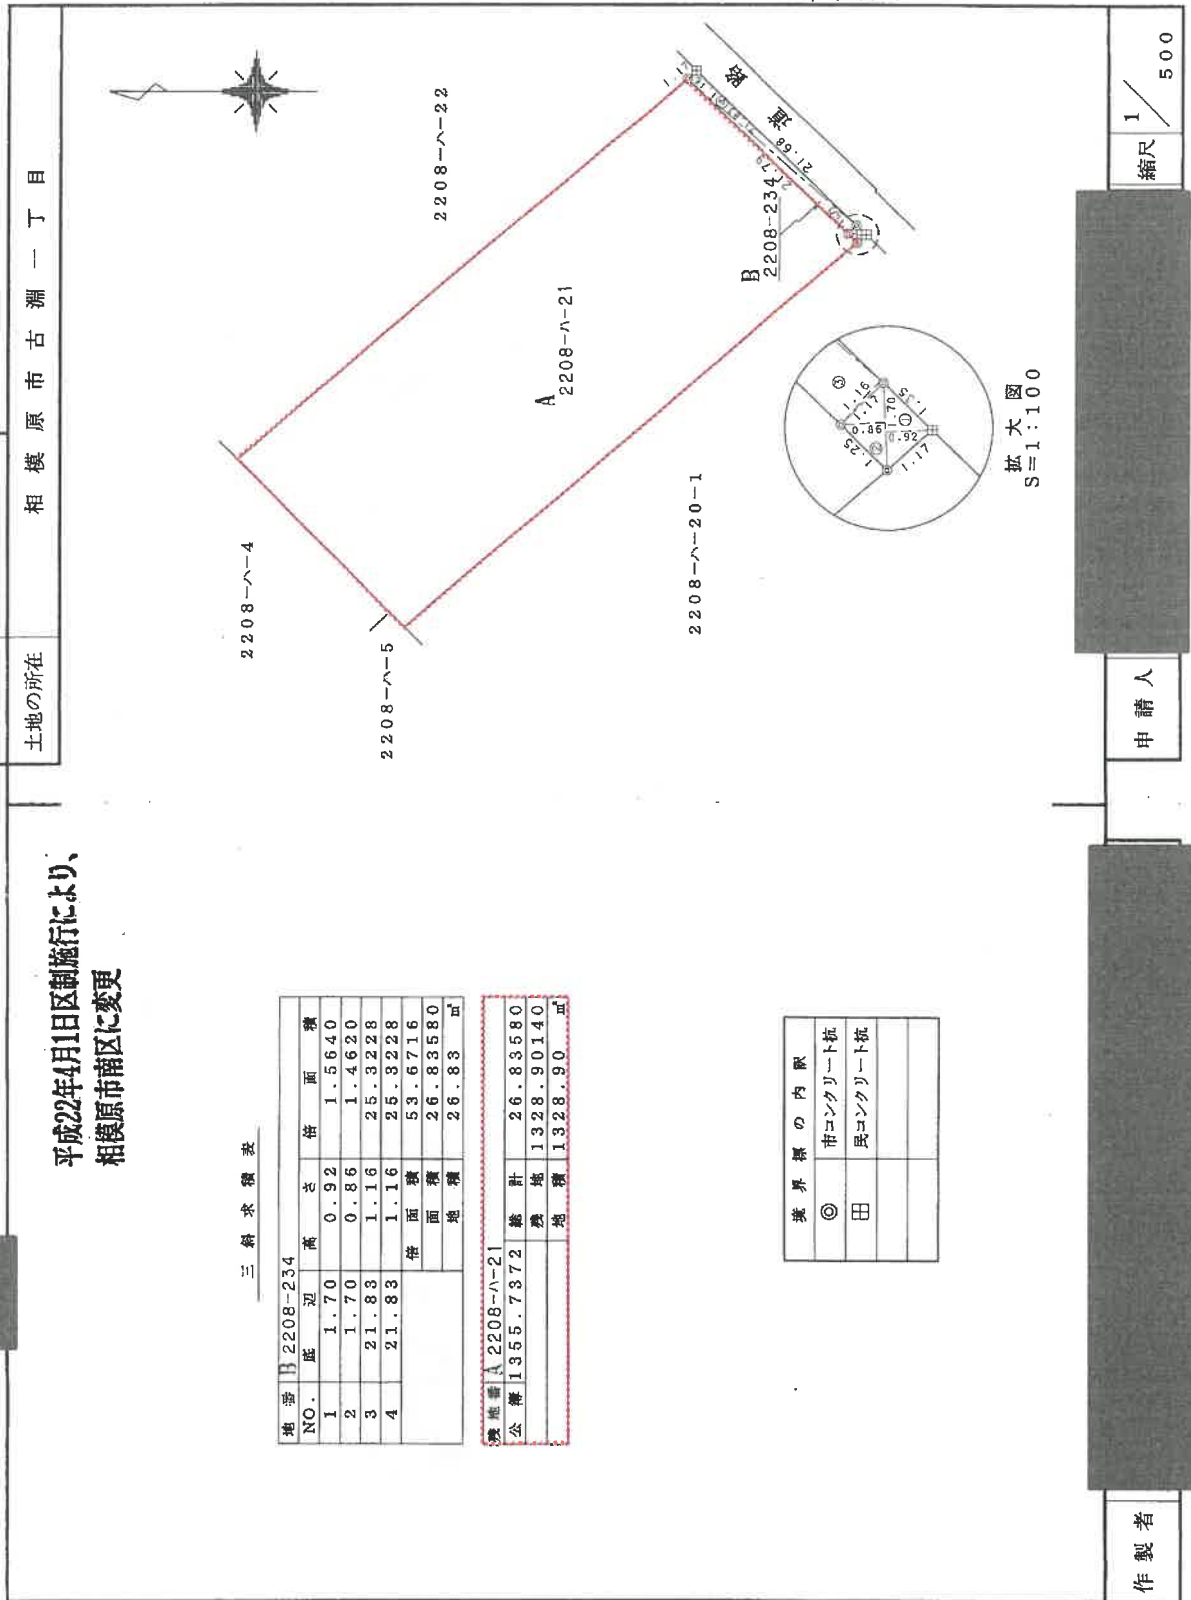 土地の所在 相模原市古淵一丁目
平成22年4月1日区制施行により、
相模原市南区に変更
三斜求積表
地番 B 2208-234
NO. 底辺 高さ 倍面積
1 1.70 0.92 1.5640
2 1.70 0.86 1.4620
3 21.83 1.16 25.3228
4 21.83 1.16 25.3228
倍面積 53.6716
面積 26.83580
地積 26.83 ㎡
残地番 A 2208-ハ-21
公簿 1355.7372 総計 26.83580
残地 1328.90140
地積 1328.90 ㎡
境界標の内訳
◎ 市コンクリート杭
田 民コンクリート杭
2208-ハ-4
2208-ハ-5
2208-ハ-22
A
2208-ハ-21
2208-ハ-20-1
B
2208-234
21.79
21.68
道路
1.16
1.17
1.25
0.86
1.70
0.92
1.35
1.17
①
②
③
拡大図
S=1:100
作製者
申請人
縮尺 1/500